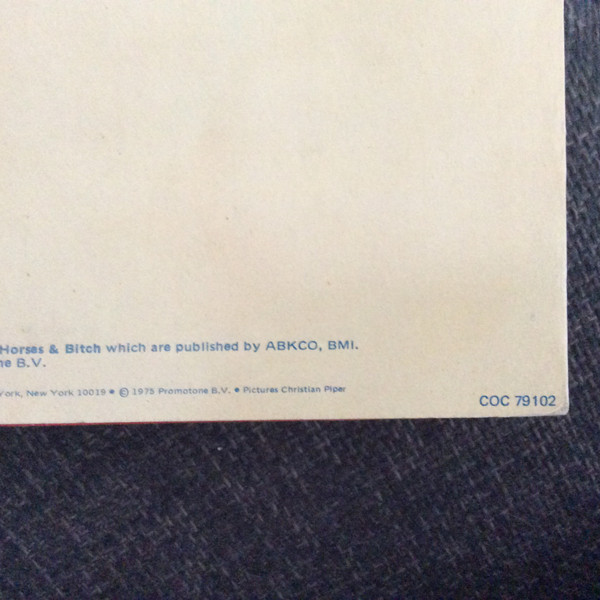 Horses & Bitch which are published by ABKCO, BMI.
ne B.V.
York, New York 10019 • © 1975 Promotone B.V. • Pictures Christian Piper
COC 79102